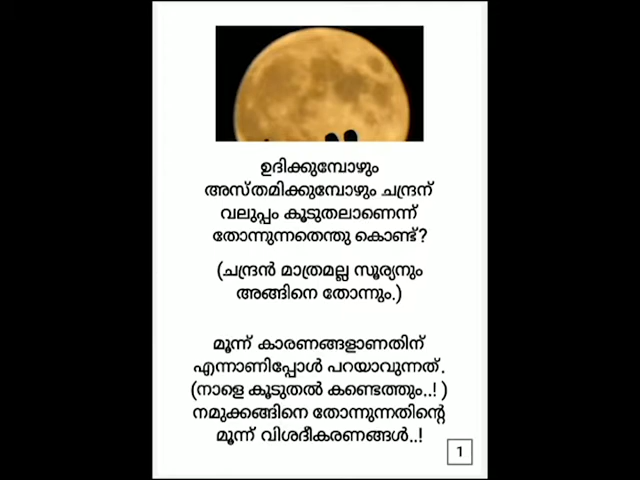 ഉദിക്കുമ്പോഴും
അസ്തമിക്കുമ്പോഴും ചന്ദ്രന്
വലുപ്പം കൂടുതലാണെന്ന്
തോന്നുന്നതെന്തു കൊണ്ട്?
(ചന്ദ്രൻ മാത്രമല്ല സൂര്യനും
അങ്ങിനെ തോന്നും.)
മൂന്ന് കാരണങ്ങളാണതിന്
എന്നാണിപ്പോൾ പറയാവുന്നത്.
(നാളെ കൂടുതൽ കണ്ടെത്തും..! )
നമുക്കങ്ങിനെ തോന്നുന്നതിന്റെ
മൂന്ന് വിശദീകരണങ്ങൾ..!
1